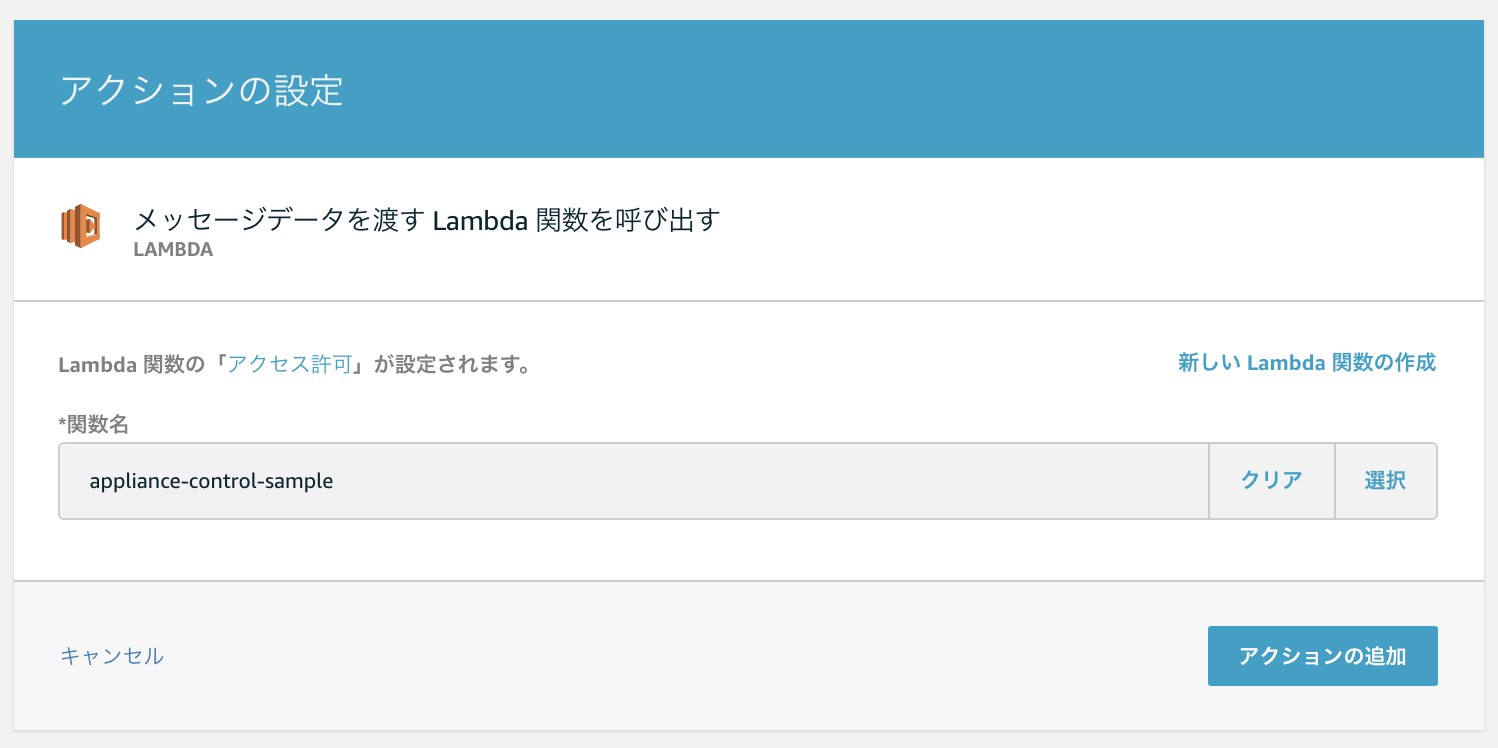 アクションの設定
メッセージデータを渡す Lambda 関数を呼び出す
LAMBDA
Lambda 関数の「アクセス許可」が設定されます。
新しい Lambda 関数の作成
*関数名
appliance-control-sample
クリア
選択
キャンセル
アクションの追加